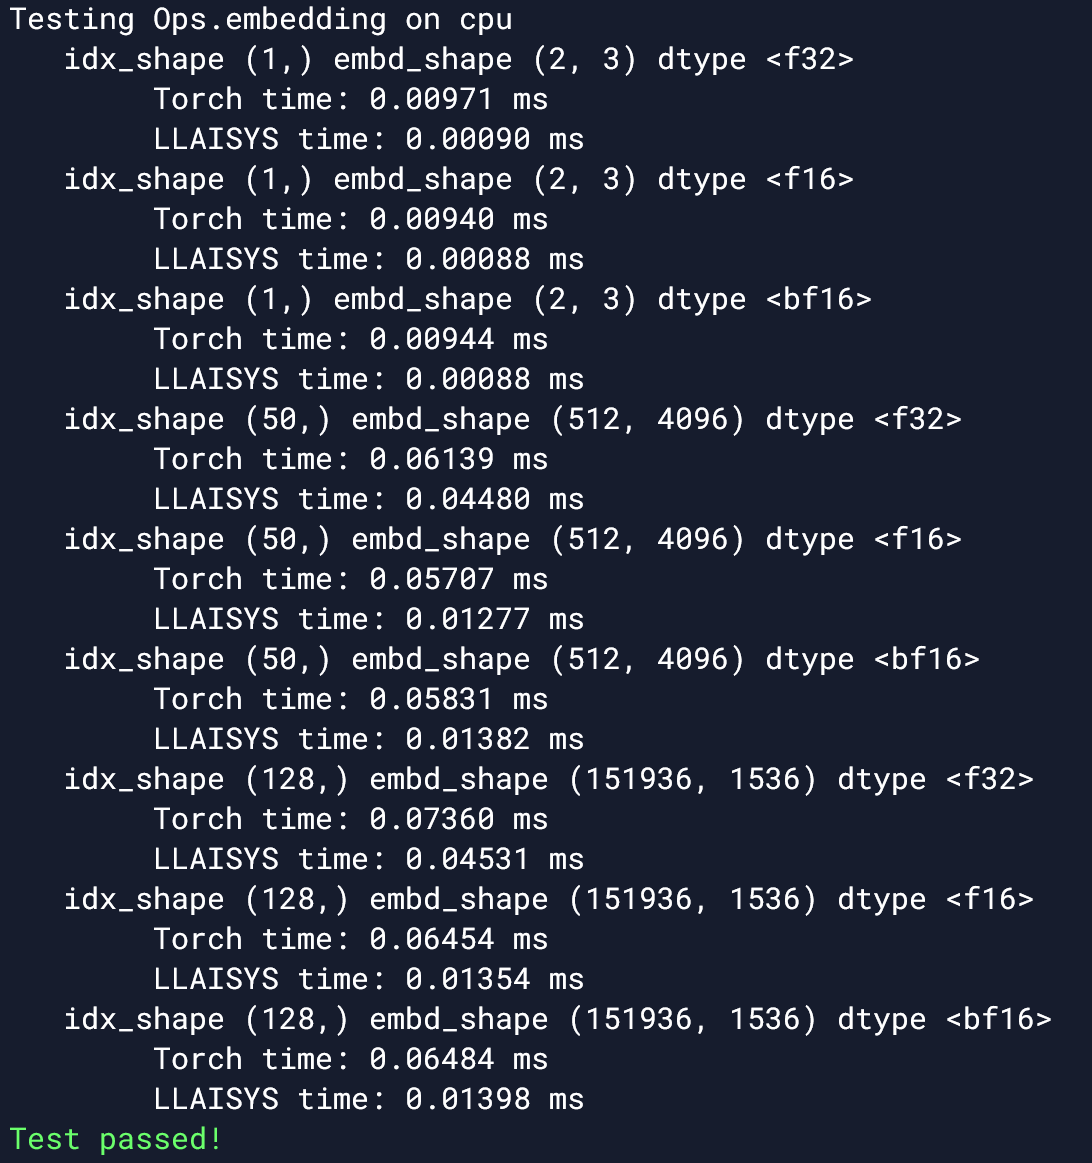 Testing Ops.embedding on cpu
idx_shape (1,) embd_shape (2, 3) dtype <f32>
Torch time: 0.00971 ms
LLAISYS time: 0.00090 ms
idx_shape (1,) embd_shape (2, 3) dtype <f16>
Torch time: 0.00940 ms
LLAISYS time: 0.00088 ms
idx_shape (1,) embd_shape (2, 3) dtype <bf16>
Torch time: 0.00944 ms
LLAISYS time: 0.00088 ms
idx_shape (50,) embd_shape (512, 4096) dtype <f32>
Torch time: 0.06139 ms
LLAISYS time: 0.04480 ms
idx_shape (50,) embd_shape (512, 4096) dtype <f16>
Torch time: 0.05707 ms
LLAISYS time: 0.01277 ms
idx_shape (50,) embd_shape (512, 4096) dtype <bf16>
Torch time: 0.05831 ms
LLAISYS time: 0.01382 ms
idx_shape (128,) embd_shape (151936, 1536) dtype <f32>
Torch time: 0.07360 ms
LLAISYS time: 0.04531 ms
idx_shape (128,) embd_shape (151936, 1536) dtype <f16>
Torch time: 0.06454 ms
LLAISYS time: 0.01354 ms
idx_shape (128,) embd_shape (151936, 1536) dtype <bf16>
Torch time: 0.06484 ms
LLAISYS time: 0.01398 ms
Test passed!